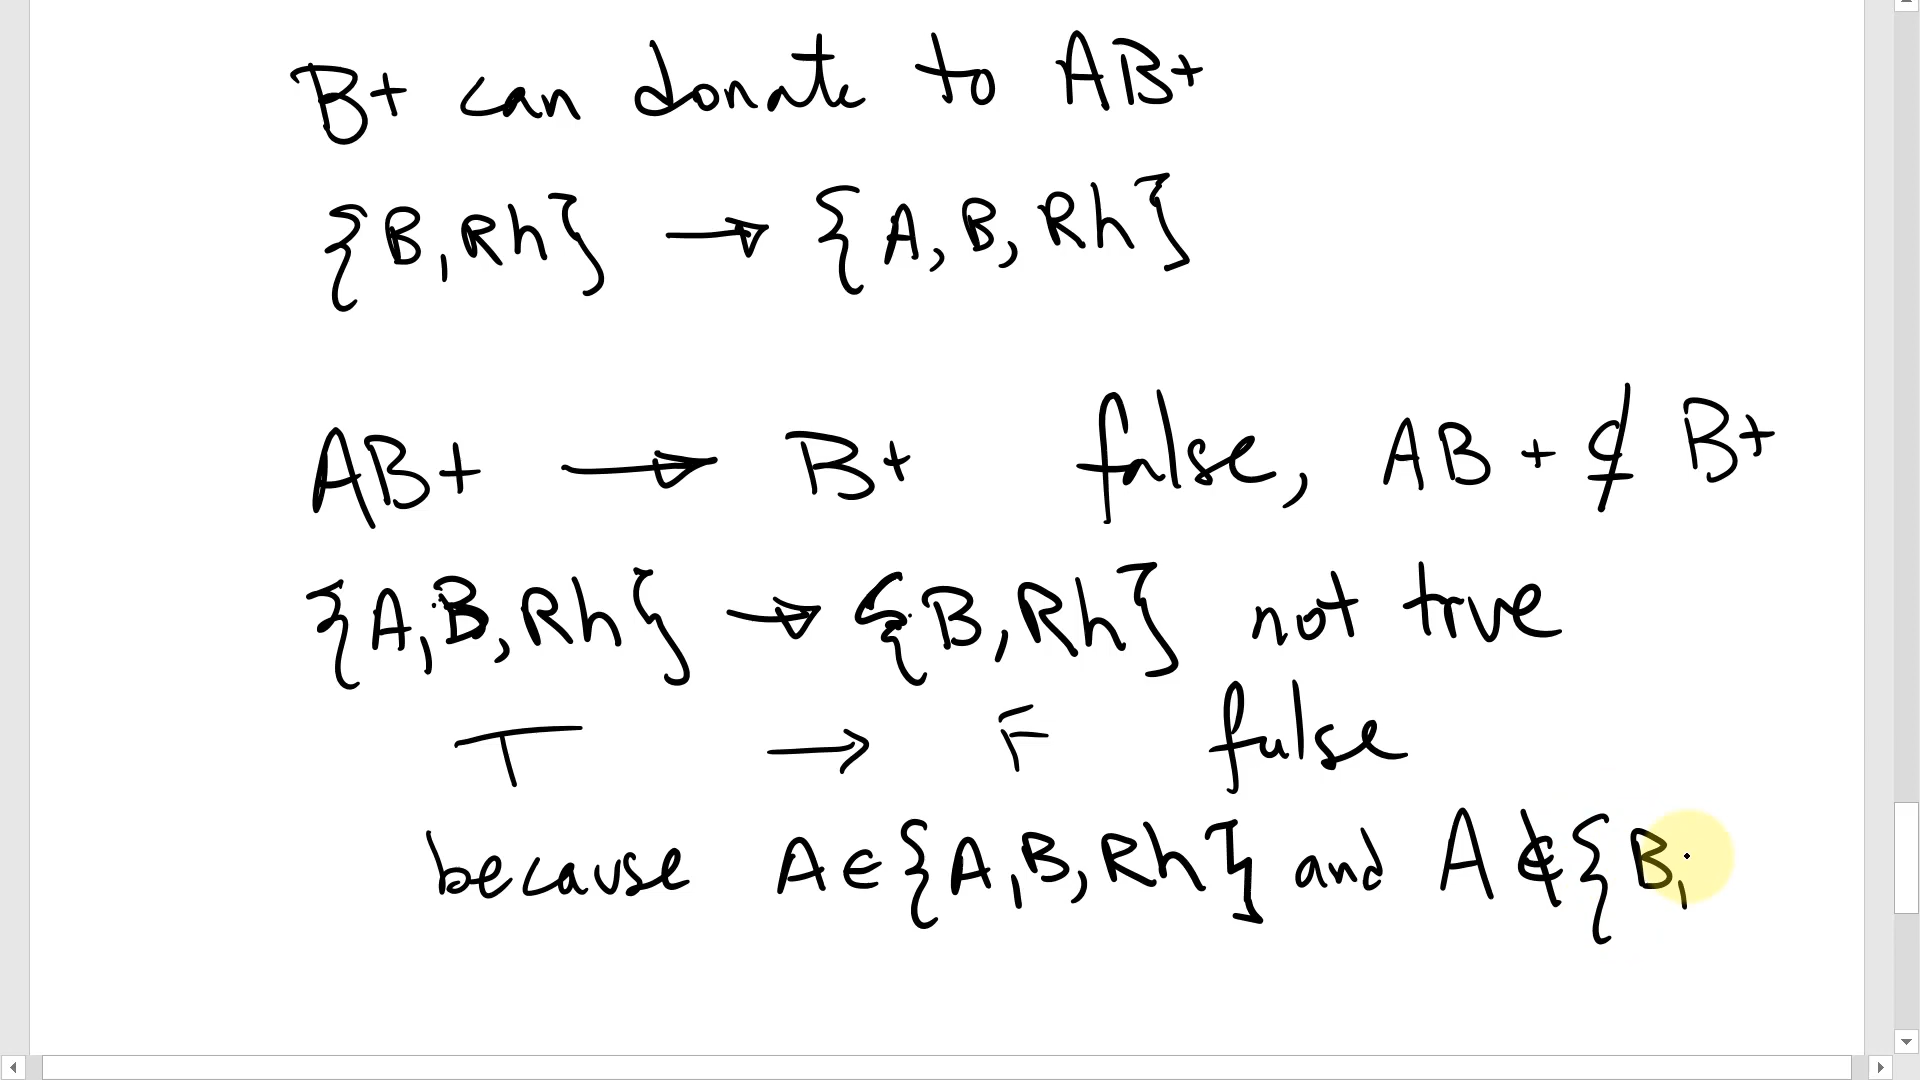 B+ can donate to AB+
{B, Rh} → {A, B, Rh}
AB+ → B+ false, AB+ ⊄ B+
{A, B, Rh} → {B, Rh} not true
T → F false
because A ∈ {A, B, Rh} and A ∉ {B,